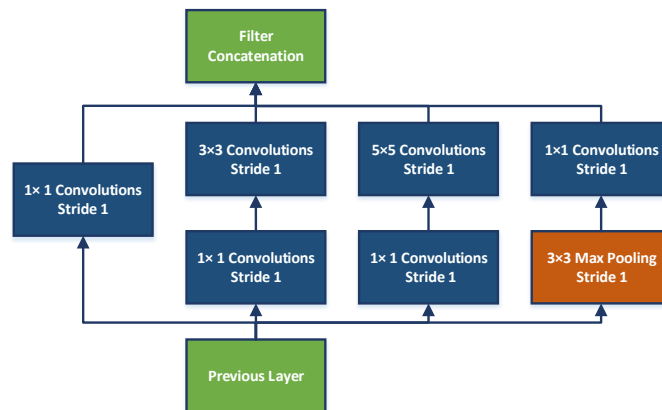 Filter
Concatenation
3×3 Convolutions
Stride 1
5×5 Convolutions
Stride 1
1×1 Convolutions
Stride 1
1× 1 Convolutions
Stride 1
1× 1 Convolutions
Stride 1
1× 1 Convolutions
Stride 1
3×3 Max Pooling
Stride 1
Previous Layer